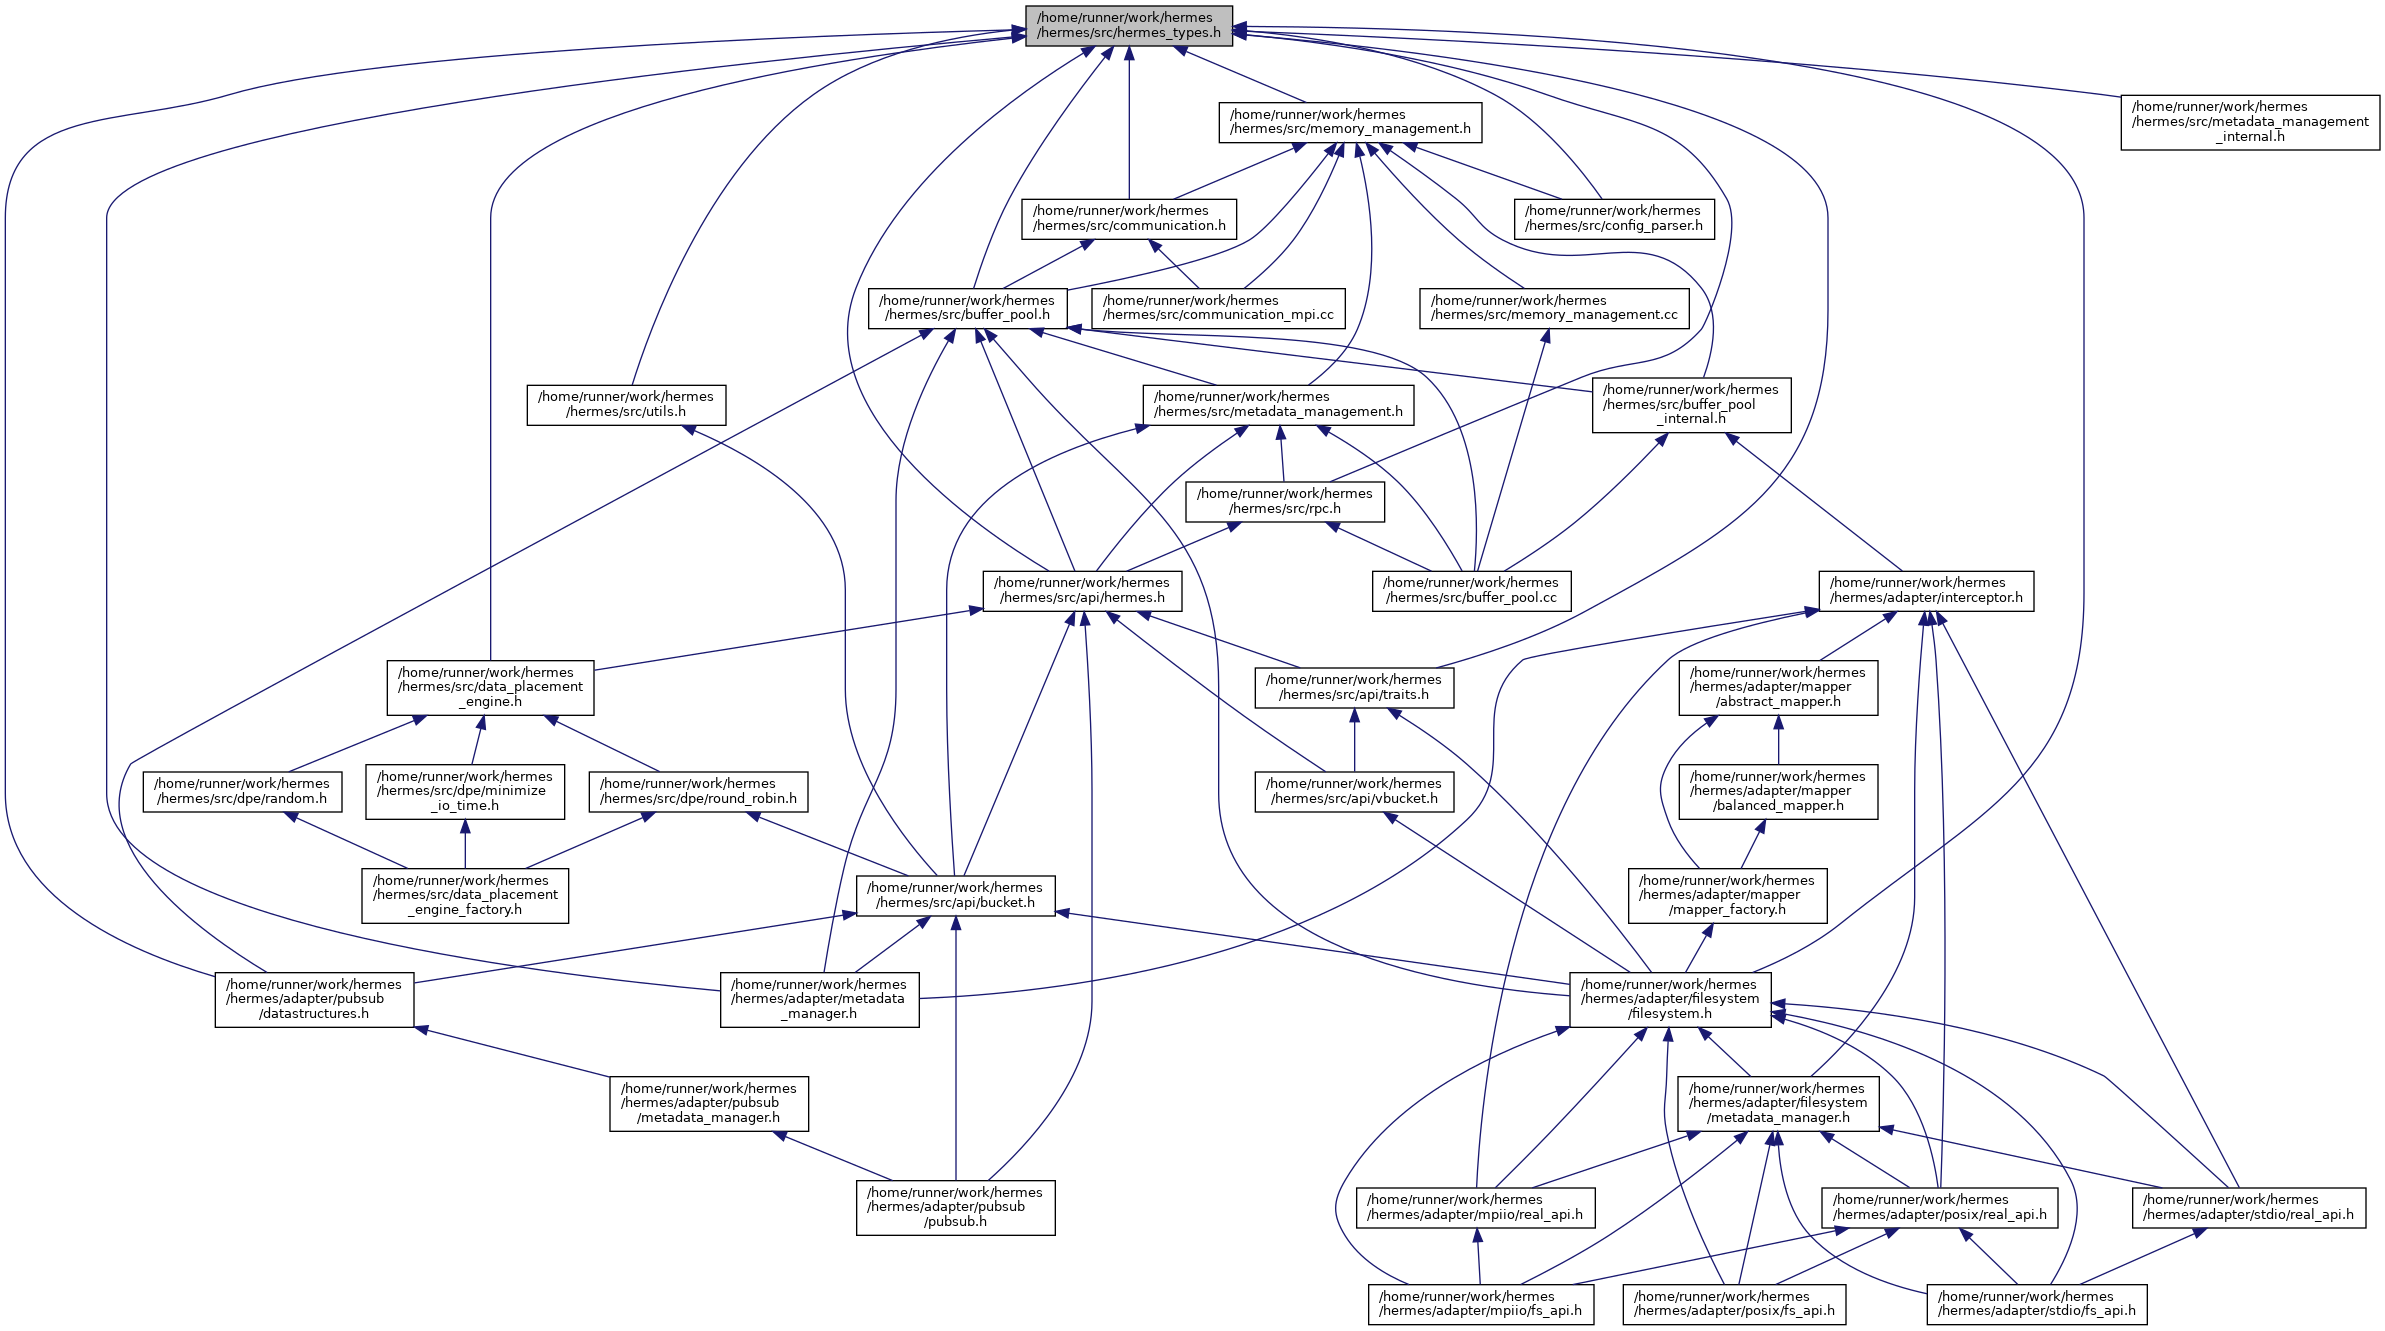 /home/runner/work/hermes
/hermes/src/hermes_types.h
/home/runner/work/hermes
/hermes/src/metadata_management
_internal.h
/home/runner/work/hermes
/hermes/src/memory_management.h
/home/runner/work/hermes
/hermes/src/communication.h
/home/runner/work/hermes
/hermes/src/config_parser.h
/home/runner/work/hermes
/hermes/src/buffer_pool.h
/home/runner/work/hermes
/hermes/src/communication_mpi.cc
/home/runner/work/hermes
/hermes/src/memory_management.cc
/home/runner/work/hermes
/hermes/src/utils.h
/home/runner/work/hermes
/hermes/src/metadata_management.h
/home/runner/work/hermes
/hermes/src/buffer_pool
_internal.h
/home/runner/work/hermes
/hermes/src/rpc.h
/home/runner/work/hermes
/hermes/src/api/hermes.h
/home/runner/work/hermes
/hermes/src/buffer_pool.cc
/home/runner/work/hermes
/hermes/adapter/interceptor.h
/home/runner/work/hermes
/hermes/src/data_placement
_engine.h
/home/runner/work/hermes
/hermes/src/api/traits.h
/home/runner/work/hermes
/hermes/adapter/mapper
/abstract_mapper.h
/home/runner/work/hermes
/hermes/src/dpe/random.h
/home/runner/work/hermes
/hermes/src/dpe/minimize
_io_time.h
/home/runner/work/hermes
/hermes/src/dpe/round_robin.h
/home/runner/work/hermes
/hermes/src/api/vbucket.h
/home/runner/work/hermes
/hermes/adapter/mapper
/balanced_mapper.h
/home/runner/work/hermes
/hermes/src/data_placement
_engine_factory.h
/home/runner/work/hermes
/hermes/src/api/bucket.h
/home/runner/work/hermes
/hermes/adapter/mapper
/mapper_factory.h
/home/runner/work/hermes
/hermes/adapter/pubsub
/datastructures.h
/home/runner/work/hermes
/hermes/adapter/metadata
_manager.h
/home/runner/work/hermes
/hermes/adapter/filesystem
/filesystem.h
/home/runner/work/hermes
/hermes/adapter/pubsub
/metadata_manager.h
/home/runner/work/hermes
/hermes/adapter/filesystem
/metadata_manager.h
/home/runner/work/hermes
/hermes/adapter/pubsub
/pubsub.h
/home/runner/work/hermes
/hermes/adapter/mpiio/real_api.h
/home/runner/work/hermes
/hermes/adapter/posix/real_api.h
/home/runner/work/hermes
/hermes/adapter/stdio/real_api.h
/home/runner/work/hermes
/hermes/adapter/mpiio/fs_api.h
/home/runner/work/hermes
/hermes/adapter/posix/fs_api.h
/home/runner/work/hermes
/hermes/adapter/stdio/fs_api.h